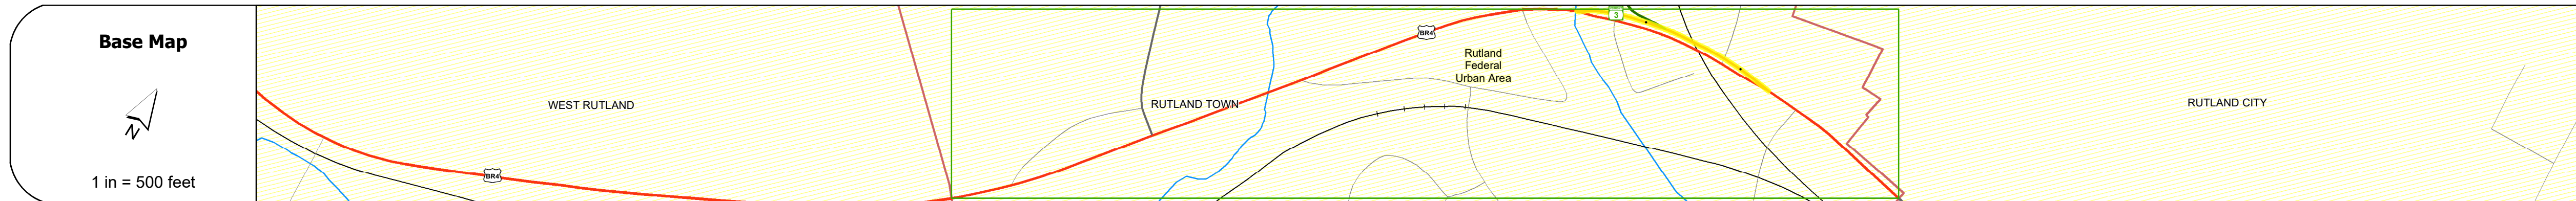 Base Map
N
1 in = 500 feet
WEST RUTLAND
BR4
RUTLAND TOWN
BR4
Rutland
Federal
Urban Area
3
RUTLAND CITY